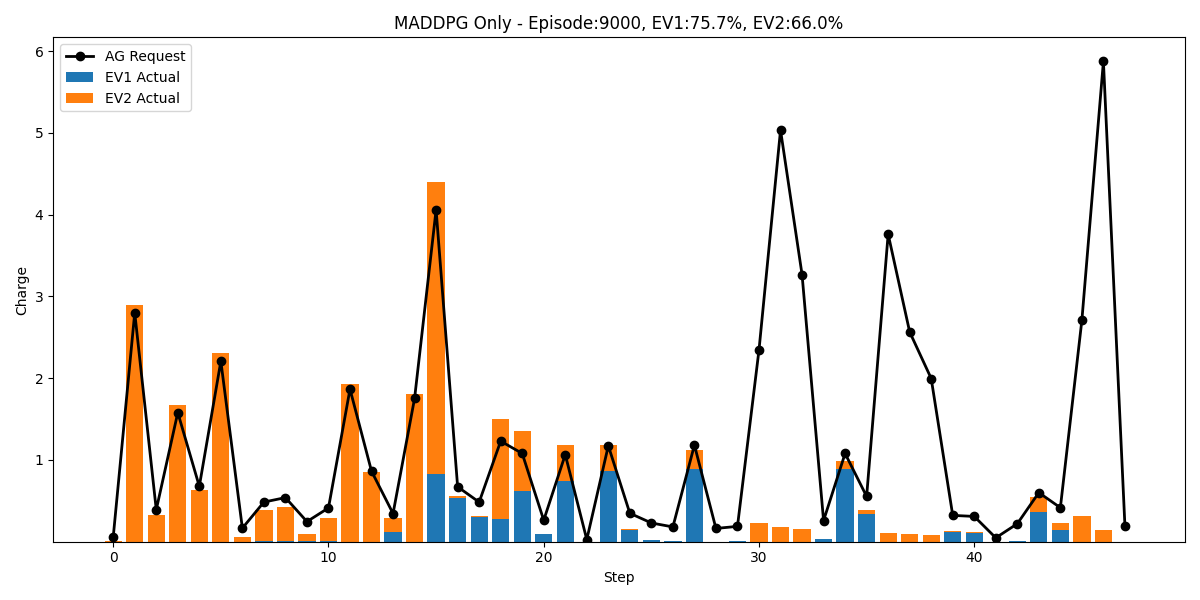 MADDPG Only - Episode:9000, EV1:75.7%, EV2:66.0%
AG Request
EV1 Actual
EV2 Actual
Charge
6
5
4
3
2
1
0 10 20 30 40
Step